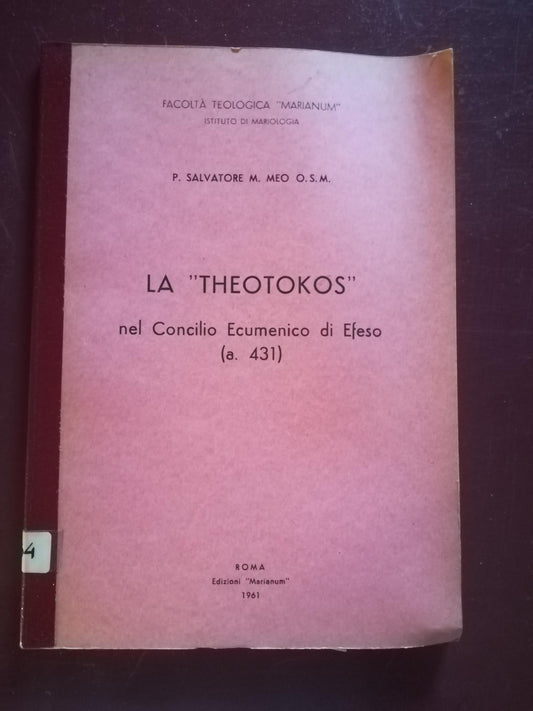 FACOLTÀ TEOLOGICA "MARIANUM"
ISTITUTO DI MARIOLOGIA
P. SALVATORE M. MEO O.S.M.
LA "THEOTOKOS"
nel Concilio Ecumenico di Efeso
(a. 431)
4
ROMA
Edizioni "Marianum"
1961